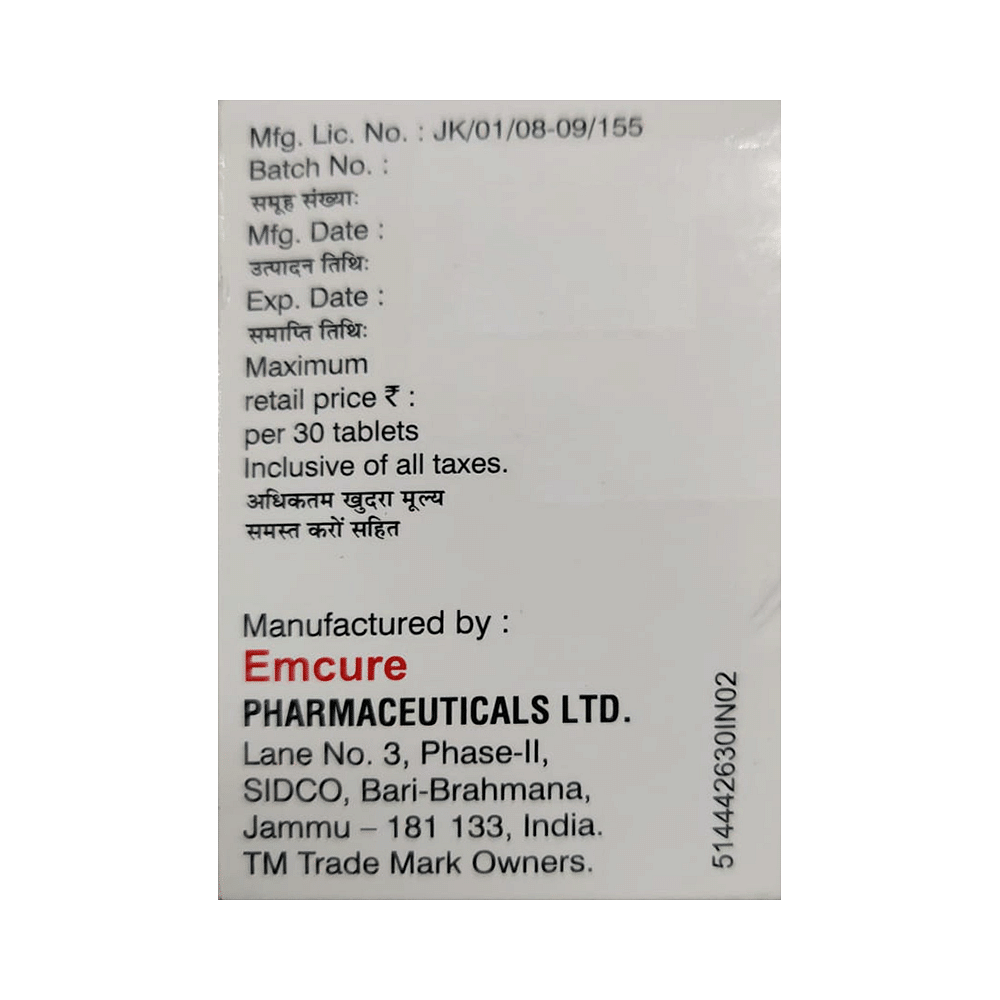 Mfg. Lic. No. : JK/01/08-09/155
Batch No. :
समूह संख्याः
Mfg. Date :
उत्पादन तिथिः
Exp. Date :
समाप्ति तिथिः
Maximum
retail price ₹ :
per 30 tablets
Inclusive of all taxes.
अधिकतम खुदरा मूल्य
समस्त करों सहित
Manufactured by :
Emcure
PHARMACEUTICALS LTD.
Lane No. 3, Phase-II,
SIDCO, Bari-Brahmana,
Jammu – 181 133, India.
TM Trade Mark Owners.
514442630IN02